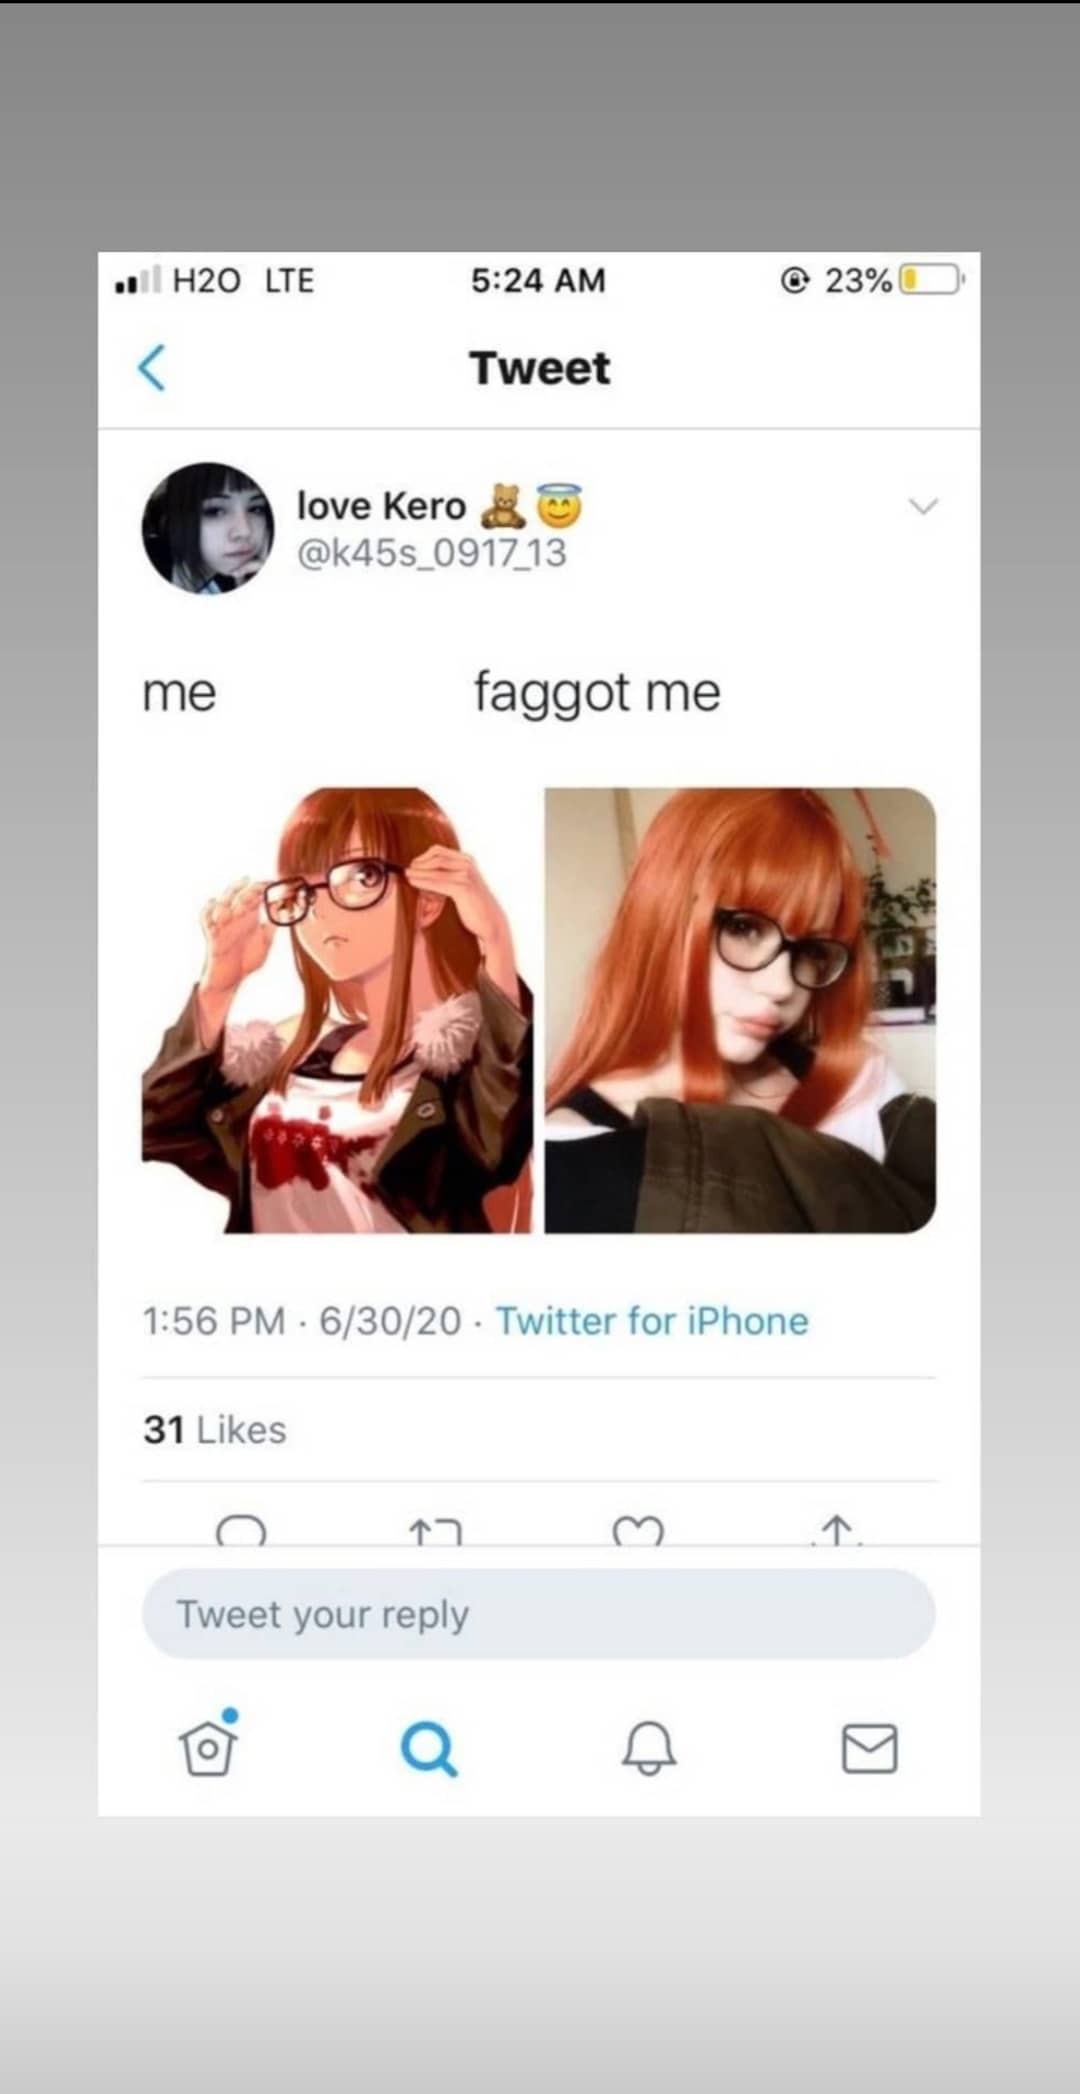 H2O LTE 5:24 AM 23%
Tweet
love Kero 🧸😇
@k45s_0917_13
me faggot me
1:56 PM · 6/30/20 · Twitter for iPhone
31 Likes
Tweet your reply